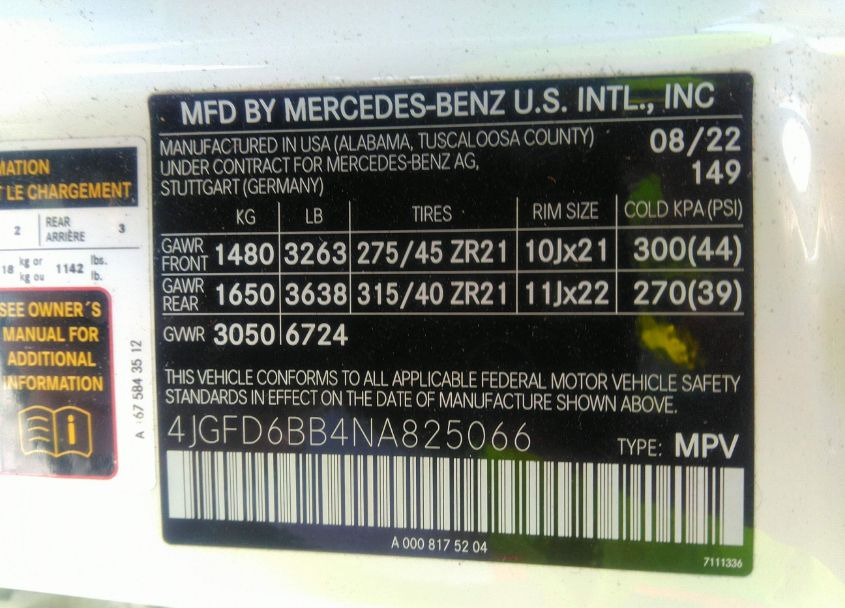 MFD BY MERCEDES-BENZ U.S. INTL., INC
MANUFACTURED IN USA (ALABAMA, TUSCALOOSA COUNTY) 08/22
UNDER CONTRACT FOR MERCEDES-BENZ AG, 149
STUTTGART (GERMANY)
KG LB TIRES RIM SIZE COLD KPA (PSI)
GAWR FRONT 1480 3263 275/45 ZR21 10Jx21 300(44)
GAWR REAR 1650 3638 315/40 ZR21 11Jx22 270(39)
GVWR 3050 6724
THIS VEHICLE CONFORMS TO ALL APPLICABLE FEDERAL MOTOR VEHICLE SAFETY
STANDARDS IN EFFECT ON THE DATE OF MANUFACTURE SHOWN ABOVE.
4JGFD6BB4NA825066 TYPE: MPV
A 000 817 52 04
7111336
LE CHARGEMENT
2 REAR ARRIÈRE 3
kg or kg ou 1142 lbs. lb.
SEE OWNER´S
MANUAL FOR
ADDITIONAL
INFORMATION
67 584 35 12